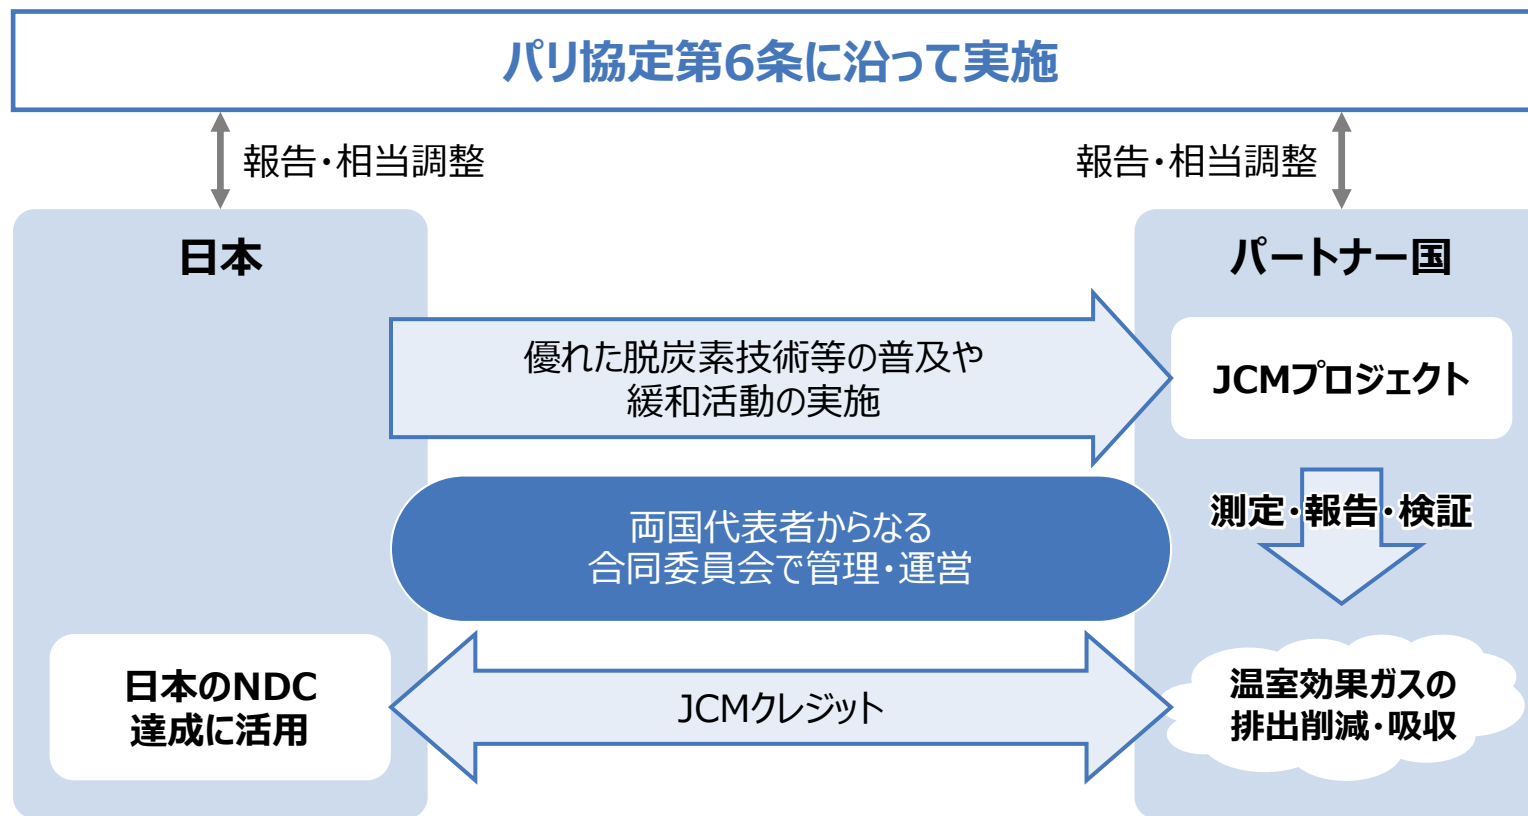 パリ協定第6条に沿って実施
報告・相当調整
報告・相当調整
日本
パートナー国
優れた脱炭素技術等の普及や
緩和活動の実施
JCMプロジェクト
測定・報告・検証
両国代表者からなる
合同委員会で管理・運営
日本のNDC
達成に活用
JCMクレジット
温室効果ガスの
排出削減・吸収